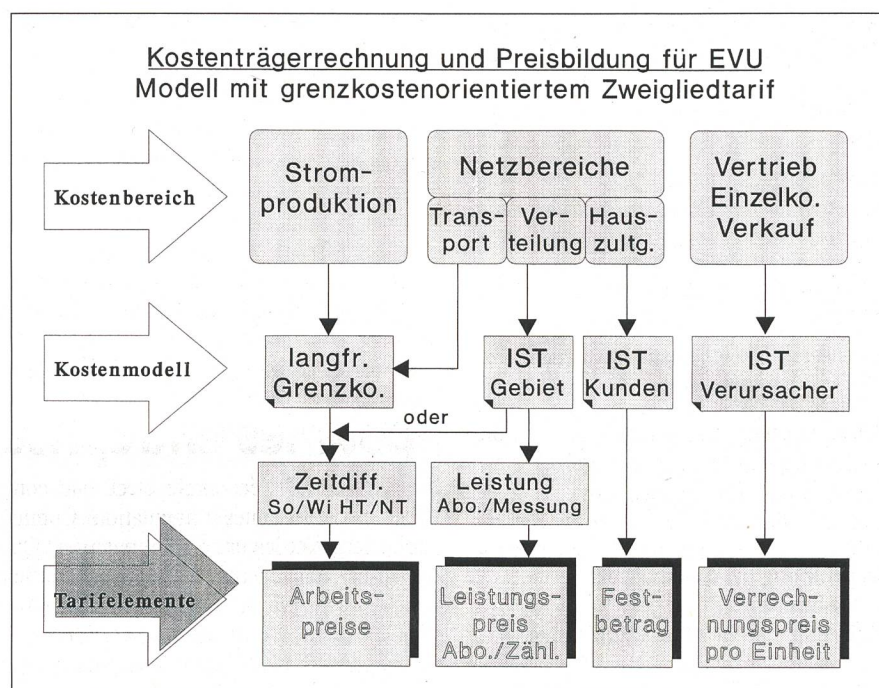 Kostenträgerrechnung und Preisbildung für EVU
Modell mit grenzkostenorientiertem Zweigliedtarif
Kostenbereich
Strom-
produktion
Netzbereiche
Trans-
port
Ver-
teilung
Haus-
zultg.
Vertrieb
Einzelko.
Verkauf
Kostenmodell
langfr.
Grenzko.
IST
Gebiet
IST
Kunden
IST
Verursacher
oder
Zeitdiff.
So/Wi HT/NT
Leistung
Abo./Messung
Tarifelemente
Arbeits-
preise
Leistungs-
preis
Abo./Zähl.
Fest-
betrag
Verrech-
nungspreis
pro Einheit